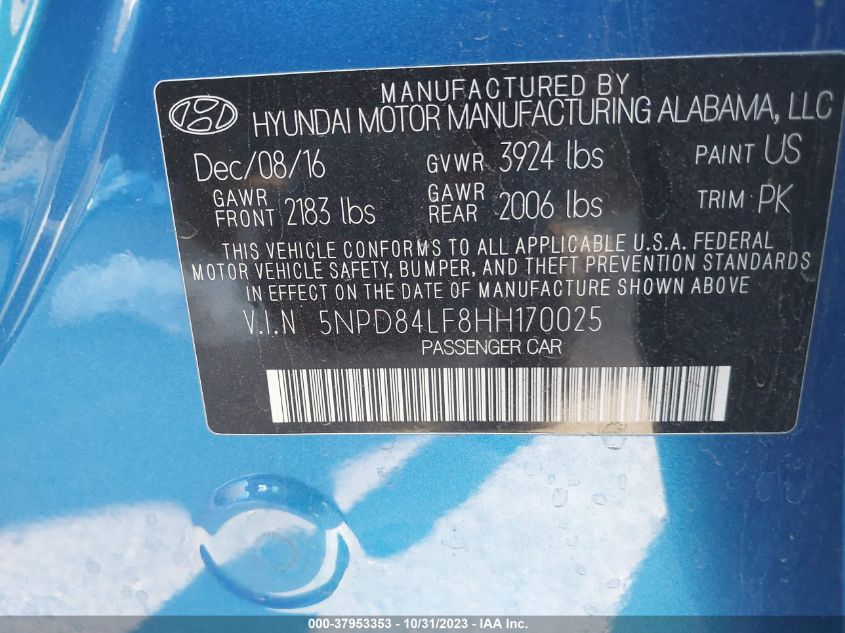 MANUFACTURED BY
HYUNDAI MOTOR MANUFACTURING ALABAMA, LLC
Dec/08/16 GVWR 3924 lbs PAINT US
GAWR FRONT 2183 lbs GAWR REAR 2006 lbs TRIM PK
THIS VEHICLE CONFORMS TO ALL APPLICABLE U.S.A. FEDERAL
MOTOR VEHICLE SAFETY, BUMPER, AND THEFT PREVENTION STANDARDS
IN EFFECT ON THE DATE OF MANUFACTURE SHOWN ABOVE
V.I.N 5NPD84LF8HH170025
PASSENGER CAR
000-37953353 - 10/31/2023 - IAA Inc.